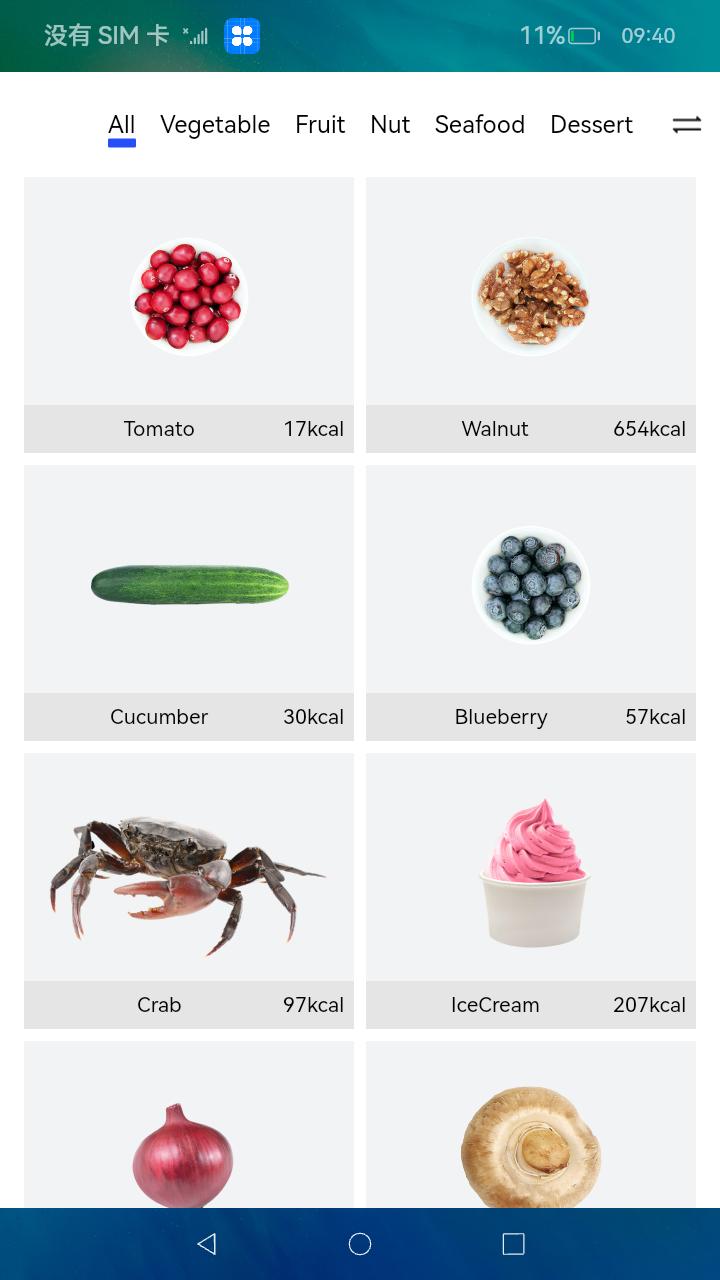 没有 SIM 卡 11% 09:40
All Vegetable Fruit Nut Seafood Dessert
Tomato 17kcal
Walnut 654kcal
Cucumber 30kcal
Blueberry 57kcal
Crab 97kcal
IceCream 207kcal